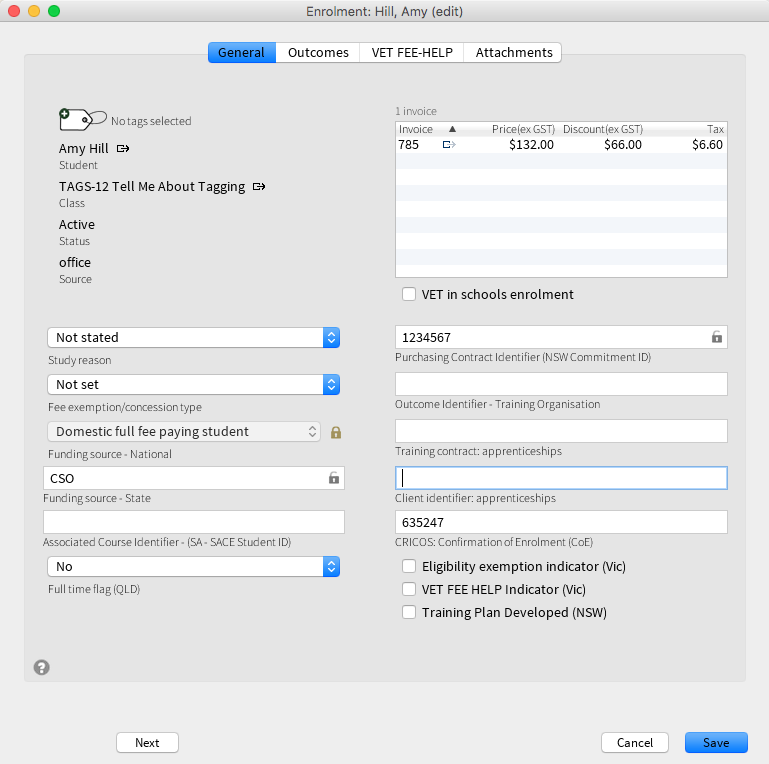 Enrolment: Hill, Amy (edit)
General Outcomes VET FEE-HELP Attachments
No tags selected
Amy Hill
Student
TAGS-12 Tell Me About Tagging
Class
Active
Status
office
Source
1 invoice
Invoice Price(ex GST) Discount(ex GST) Tax
785 $132.00 $66.00 $6.60
VET in schools enrolment
Not stated
Study reason
Not set
Fee exemption/concession type
Domestic full fee paying student
Funding source - National
CSO
Funding source - State
Associated Course Identifier - (SA - SACE Student ID)
No
Full time flag (QLD)
1234567
Purchasing Contract Identifier (NSW Commitment ID)
Outcome Identifier - Training Organisation
Training contract: apprenticeships
Client identifier: apprenticeships
635247
CRICOS: Confirmation of Enrolment (CoE)
Eligibility exemption indicator (Vic)
VET FEE HELP Indicator (Vic)
Training Plan Developed (NSW)
?
Next Cancel Save